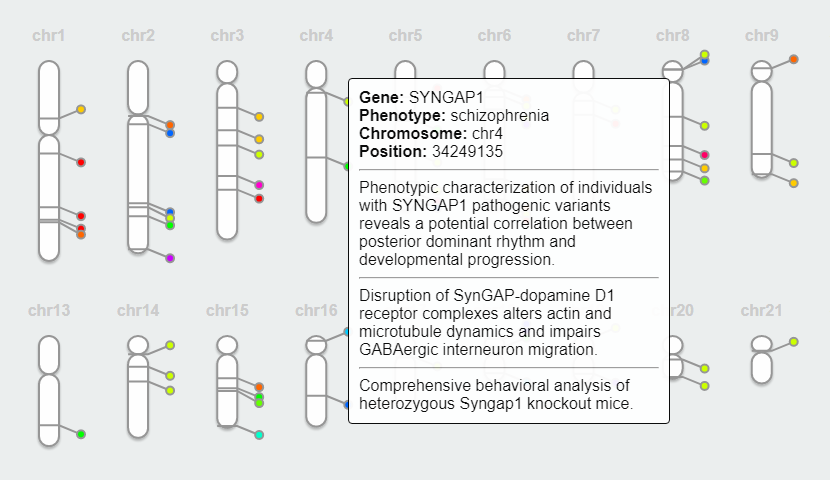 chr1 chr2 chr3 chr4 chr5 chr6 chr7 chr8 chr9
Gene: SYNGAP1
Phenotype: schizophrenia
Chromosome: chr4
Position: 34249135
Phenotypic characterization of individuals
with SYNGAP1 pathogenic variants
reveals a potential correlation between
posterior dominant rhythm and
developmental progression.
Disruption of SynGAP-dopamine D1
receptor complexes alters actin and
microtubule dynamics and impairs
GABAergic interneuron migration.
Comprehensive behavioral analysis of
heterozygous Syngap1 knockout mice.
chr13 chr14 chr15 chr16 r20 chr21